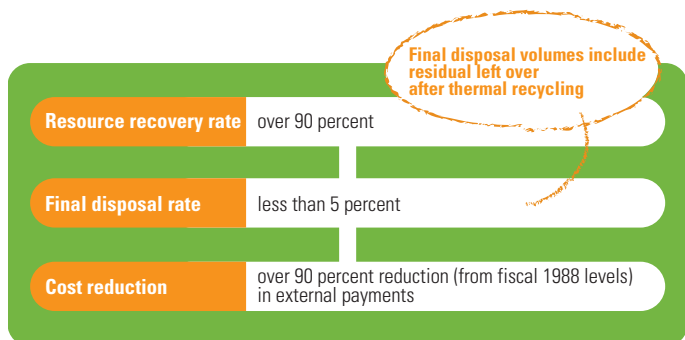 Final disposal volumes include
residual left over
after thermal recycling
Resource recovery rate over 90 percent
Final disposal rate less than 5 percent
Cost reduction over 90 percent reduction (from fiscal 1988 levels)
in external payments